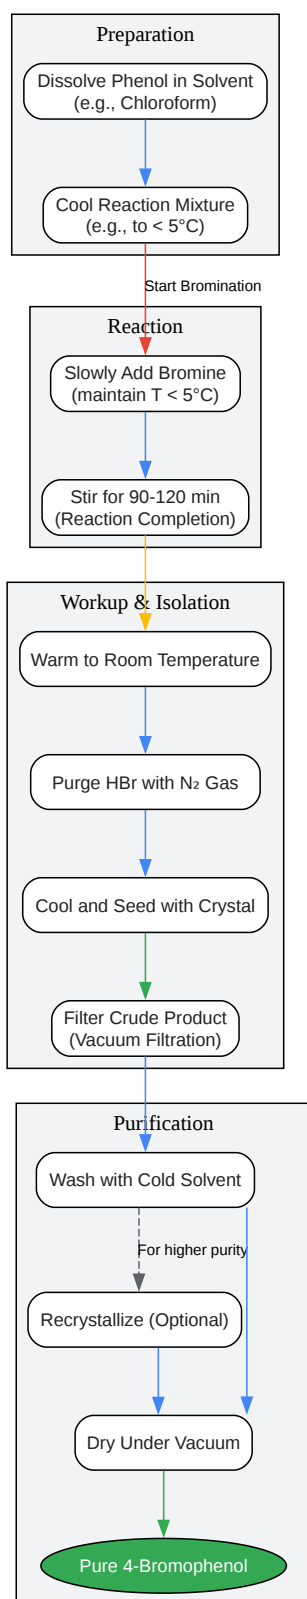 Preparation
Dissolve Phenol in Solvent
(e.g., Chloroform)
Cool Reaction Mixture
(e.g., to < 5°C)
Start Bromination
Reaction
Slowly Add Bromine
(maintain T < 5°C)
Stir for 90-120 min
(Reaction Completion)
Workup & Isolation
Warm to Room Temperature
Purge HBr with N₂ Gas
Cool and Seed with Crystal
Filter Crude Product
(Vacuum Filtration)
Purification
Wash with Cold Solvent
For higher purity
Recrystallize (Optional)
Dry Under Vacuum
Pure 4-Bromophenol